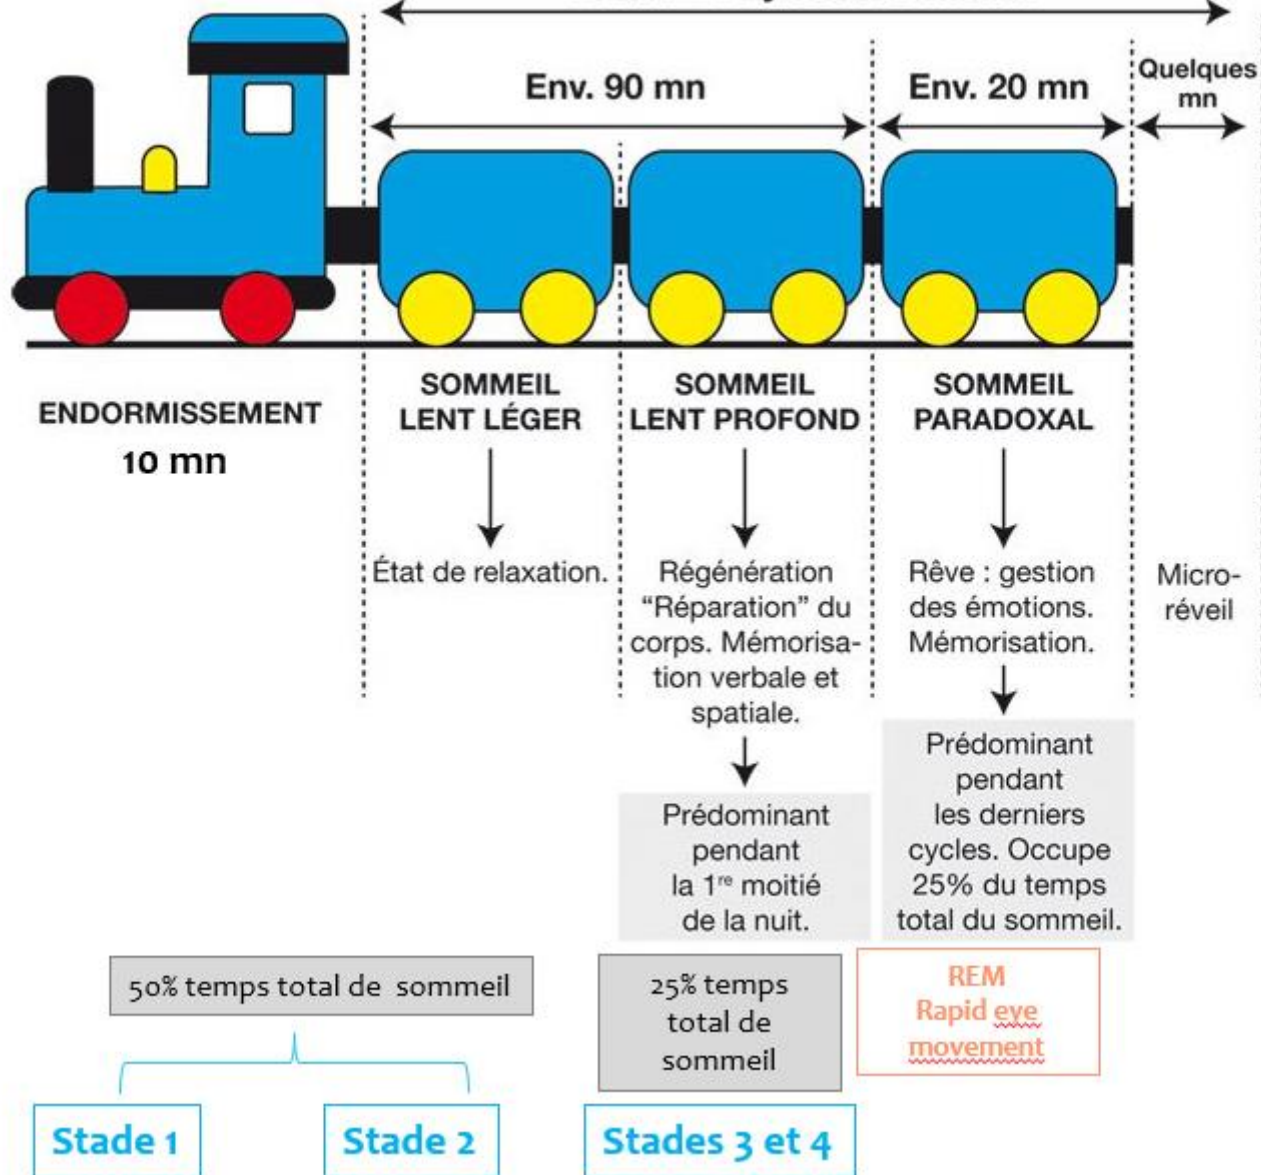 Env. 90 mn
Env. 20 mn
Quelques
mn
ENDORMISSEMENT
10 mn
SOMMEIL
LENT LÉGER
SOMMEIL
LENT PROFOND
SOMMEIL
PARADOXAL
État de relaxation.
Régénération
“Réparation” du
corps. Mémorisa-
tion verbale et
spatiale.
Rêve : gestion
des émotions.
Mémorisation.
Micro-
réveil
Prédominant
pendant
la 1re moitié
de la nuit.
Prédominant
pendant
les derniers
cycles. Occupe
25% du temps
total du sommeil.
50% temps total de sommeil
25% temps
total de
sommeil
REM
Rapid eye
movement
Stade 1
Stade 2
Stades 3 et 4